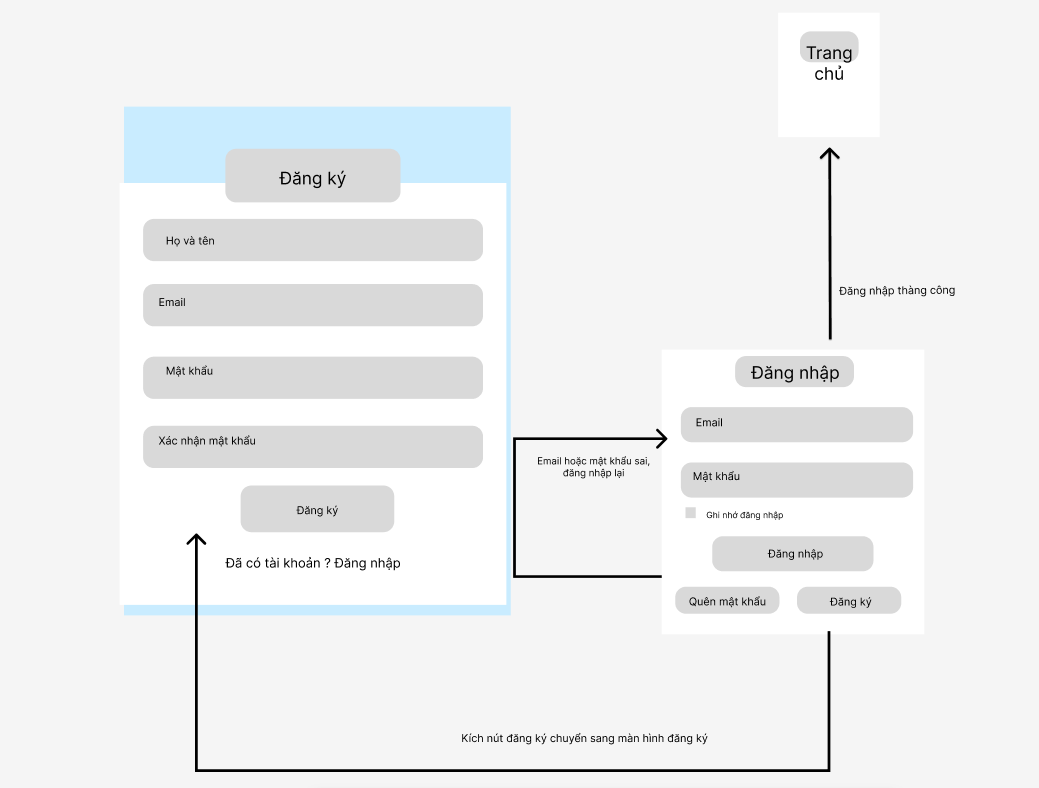 Trang
chủ
Đăng ký
Họ và tên
Email
Mật khẩu
Xác nhận mật khẩu
Đăng ký
Đã có tài khoản ? Đăng nhập
Đăng nhập thàng công
Đăng nhập
Email
Mật khẩu
Ghi nhớ đăng nhập
Đăng nhập
Quên mật khẩu
Đăng ký
Email hoặc mật khẩu sai,
đăng nhập lại
Kích nút đăng ký chuyển sang màn hình đăng ký